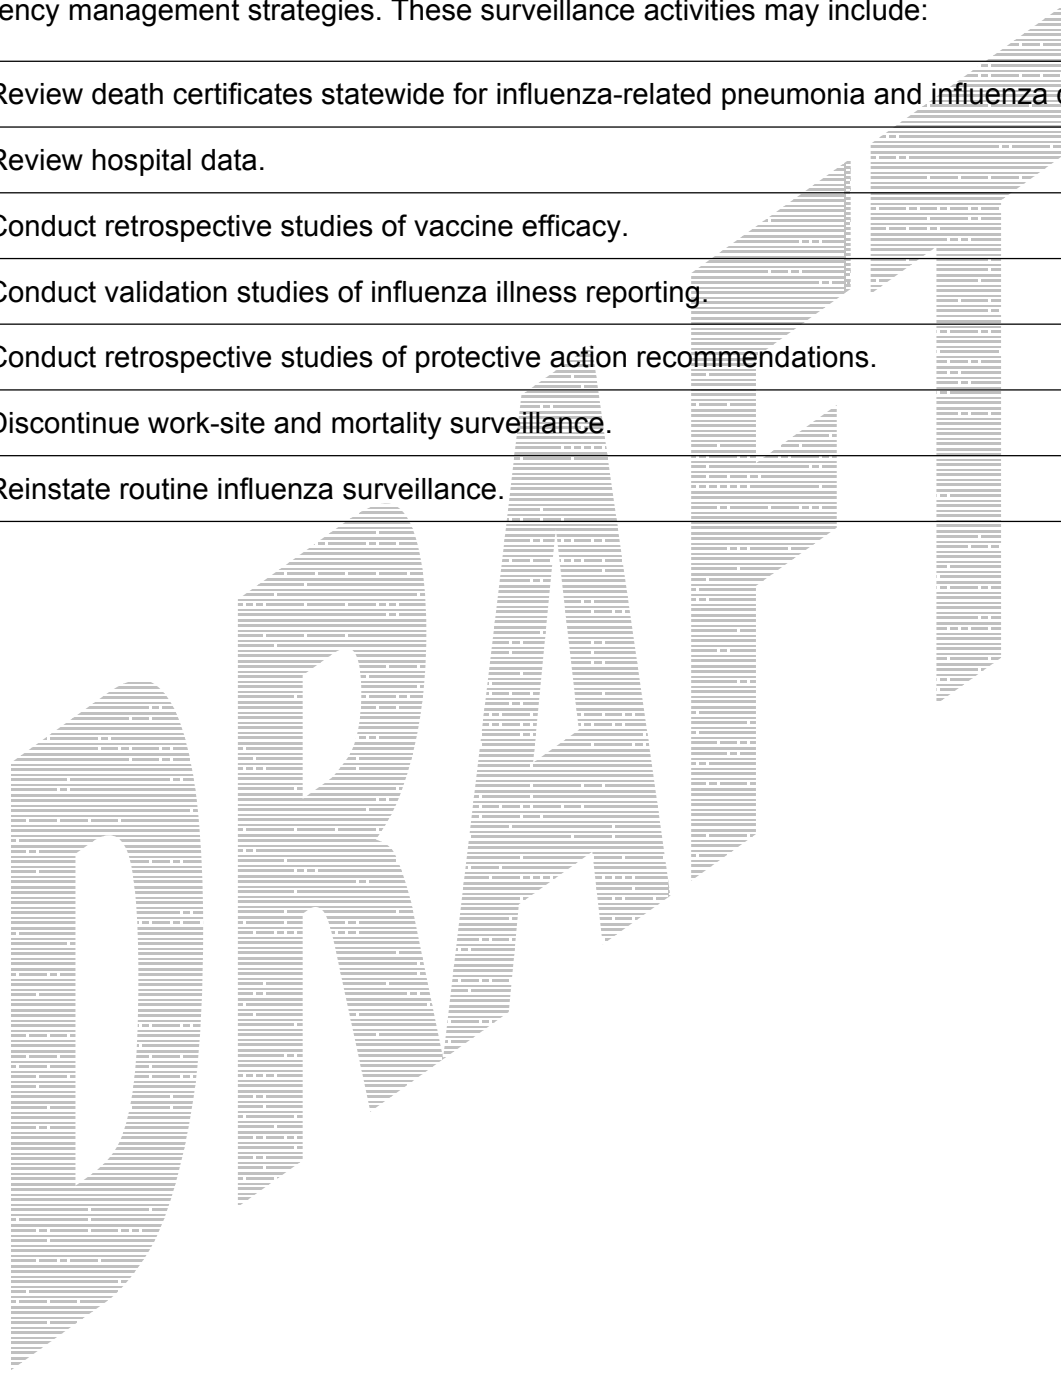 ency management strategies. These surveillance activities may include:
Review death certificates statewide for influenza-related pneumonia and influenza
Review hospital data.
Conduct retrospective studies of vaccine efficacy.
Conduct validation studies of influenza illness reporting.
Conduct retrospective studies of protective action recommendations.
Discontinue work-site and mortality surveillance.
Reinstate routine influenza surveillance.
DRAFT